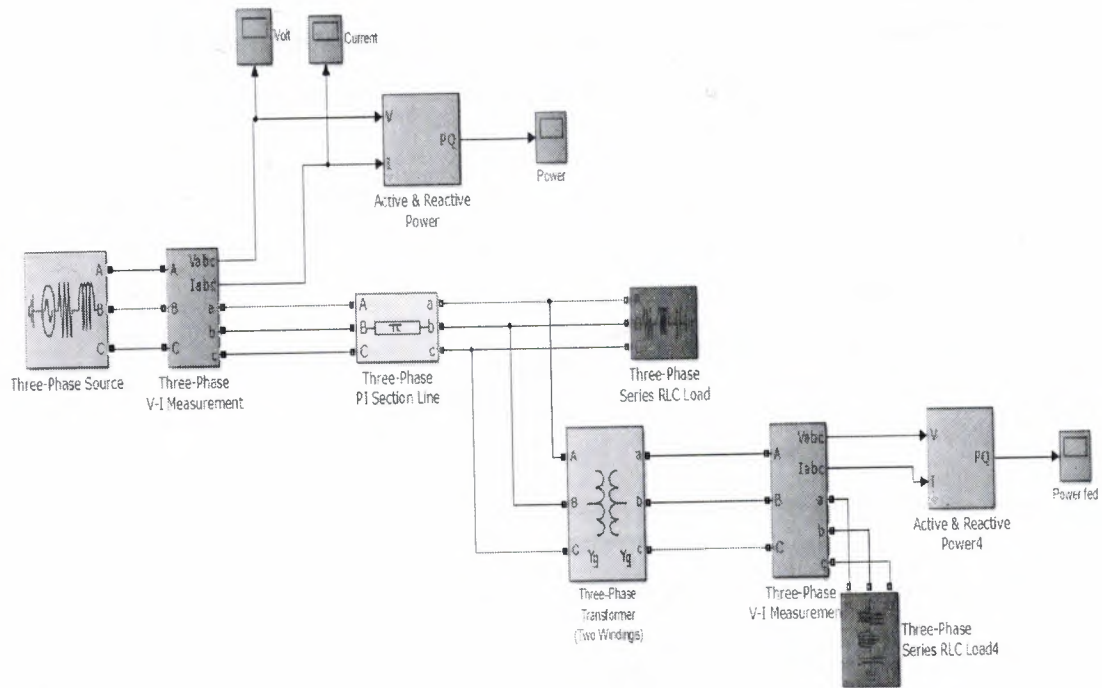 Volt
Current
V
I
PQ
Active & Reactive
Power
Power
A
B
C
Three-Phase Source
A
B
C
Vabc
Iabc
a
b
c
Three-Phase
V-I Measurement
A
B
C
π
a
b
c
Three-Phase
PI Section Line
Three-Phase
Series RLC Load
A
B
C
a
b
c
Yg
Yg
Three-Phase
Transformer
(Two Windings)
A
B
C
Vabc
Iabc
a
b
c
Three-Phase
V-I Measuremen
V
I
PQ
Active & Reactive
Power4
Power fed
Three-Phase
Series RLC Load4